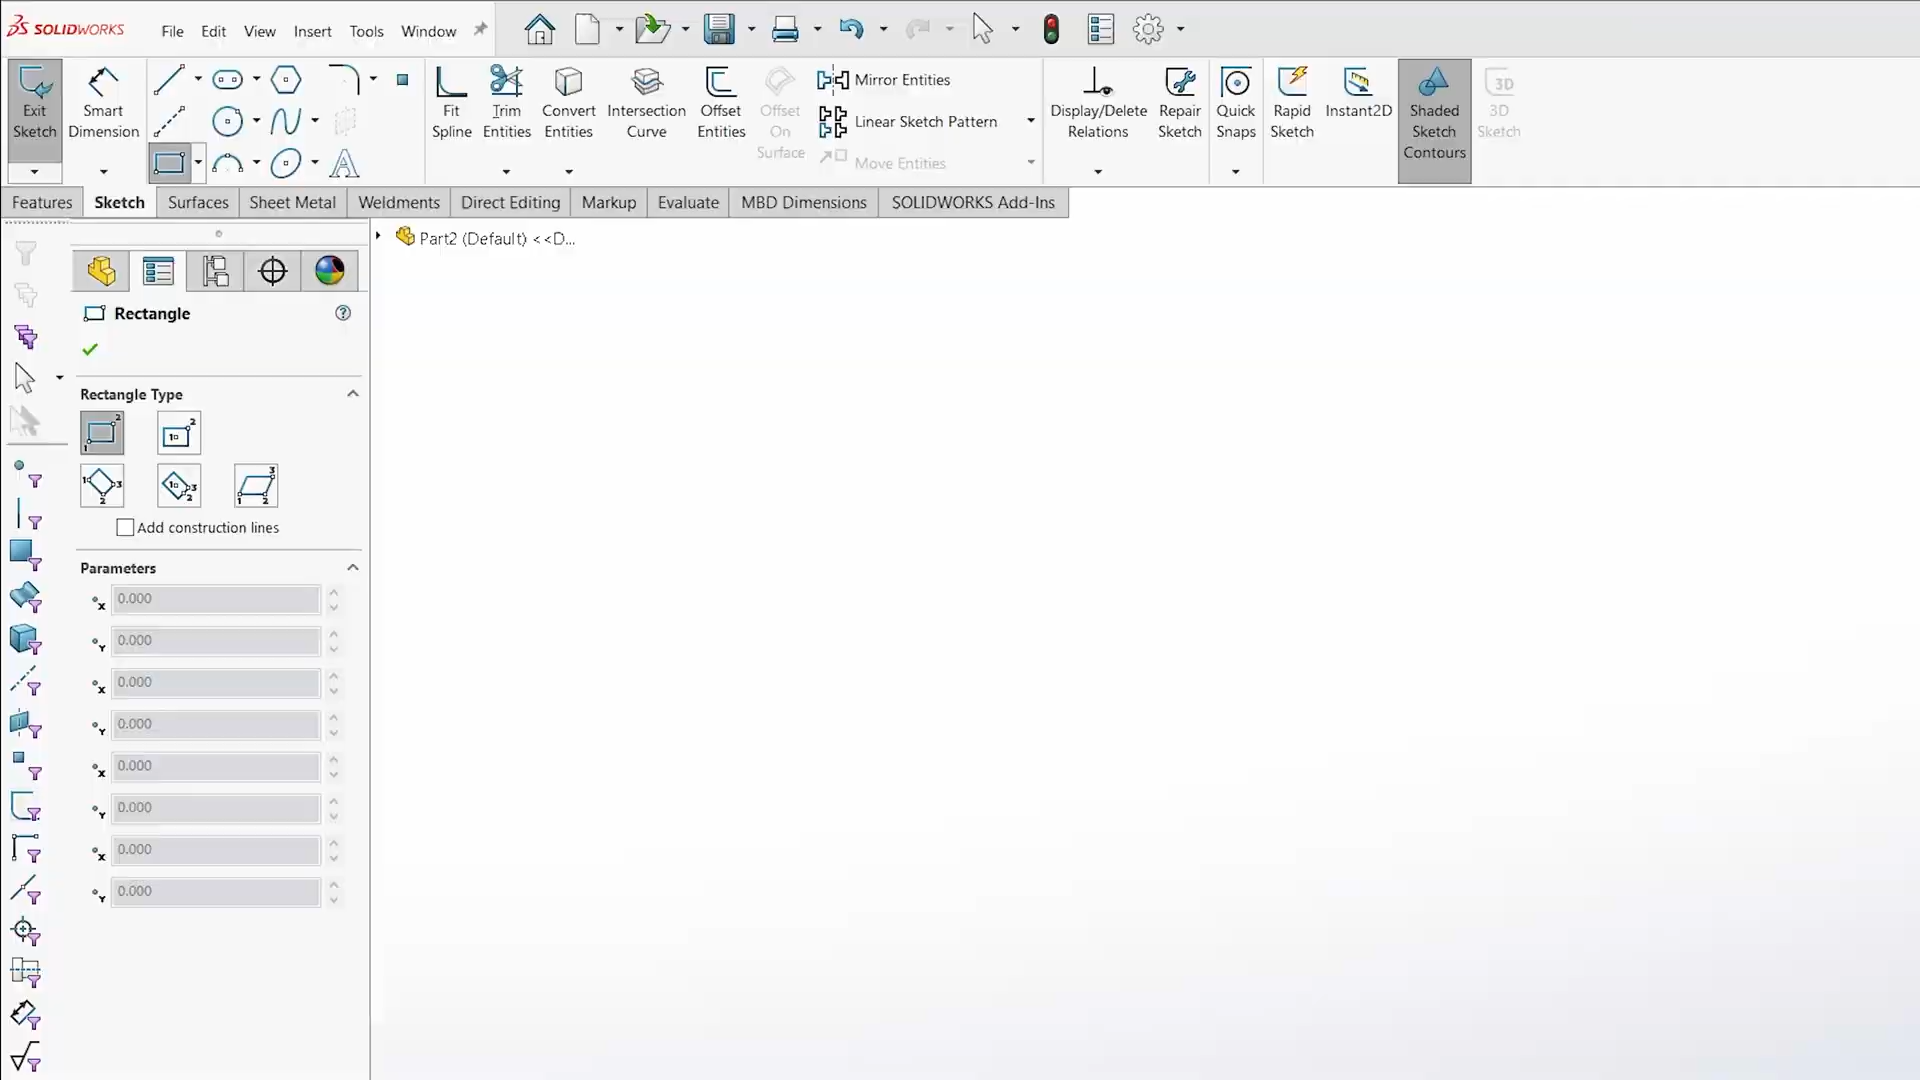 SOLIDWORKS File Edit View Insert Tools Window
Exit Sketch
Smart Dimension
Fit Spline
Trim Entities
Convert Entities
Intersection Curve
Offset Entities
Offset On Surface
Mirror Entities
Linear Sketch Pattern
Move Entities
Display/Delete Relations
Repair Sketch
Quick Snaps
Rapid Sketch
Instant2D
Shaded Sketch Contours
3D Sketch
Features Sketch Surfaces Sheet Metal Weldments Direct Editing Markup Evaluate MBD Dimensions SOLIDWORKS Add-Ins
Part2 (Default) <<D...
Rectangle
Rectangle Type
Add construction lines
Parameters
x 0.000
Y 0.000
x 0.000
Y 0.000
x 0.000
Y 0.000
x 0.000
Y 0.000